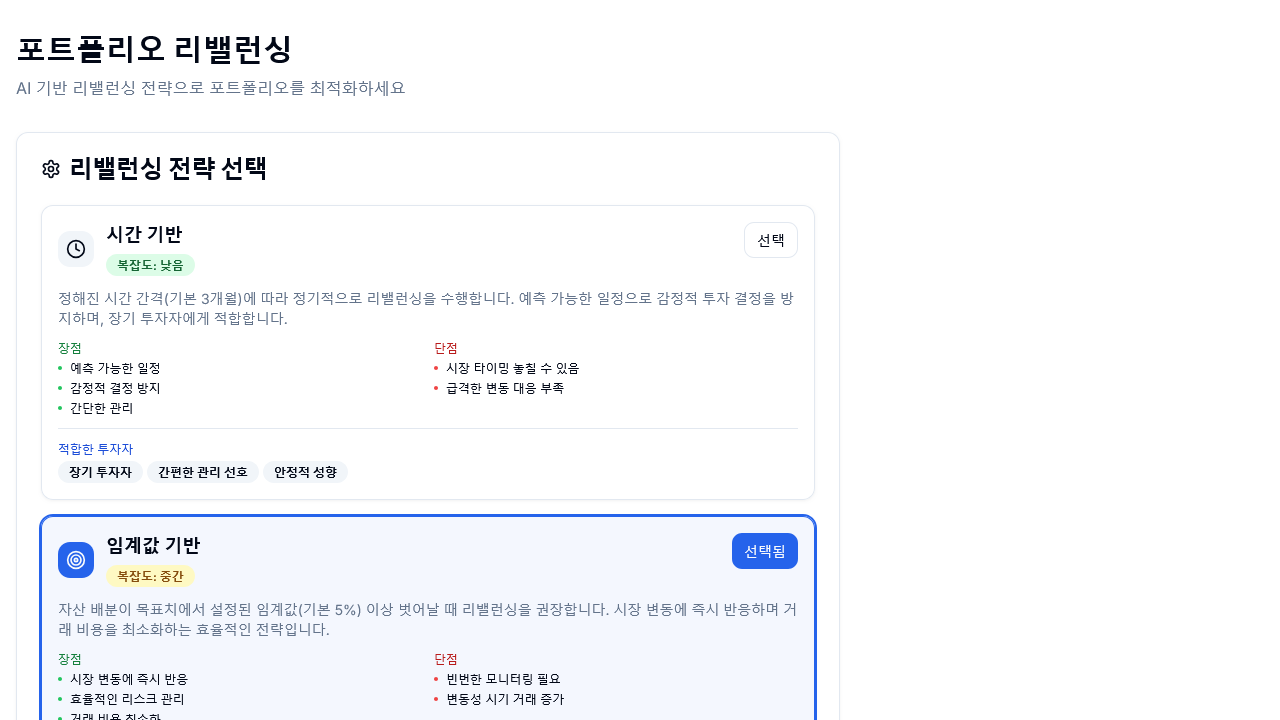 포트폴리오 리밸런싱
AI 기반 리밸런싱 전략으로 포트폴리오를 최적화하세요
리밸런싱 전략 선택
시간 기반
복잡도: 낮음
선택
정해진 시간 간격(기본 3개월)에 따라 정기적으로 리밸런싱을 수행합니다. 예측 가능한 일정으로 감정적 투자 결정을 방
지하며, 장기 투자자에게 적합합니다.
장점
예측 가능한 일정
감정적 결정 방지
간단한 관리
단점
시장 타이밍 놓칠 수 있음
급격한 변동 대응 부족
적합한 투자자
장기 투자자
간편한 관리 선호
안정적 성향
임계값 기반
복잡도: 중간
선택됨
자산 배분이 목표치에서 설정된 임계값(기본 5%) 이상 벗어날 때 리밸런싱을 권장합니다. 시장 변동에 즉시 반응하며 거
래 비용을 최소화하는 효율적인 전략입니다.
장점
시장 변동에 즉시 반응
효율적인 리스크 관리
거래 비용 최소화
단점
빈번한 모니터링 필요
변동성 시기 거래 증가